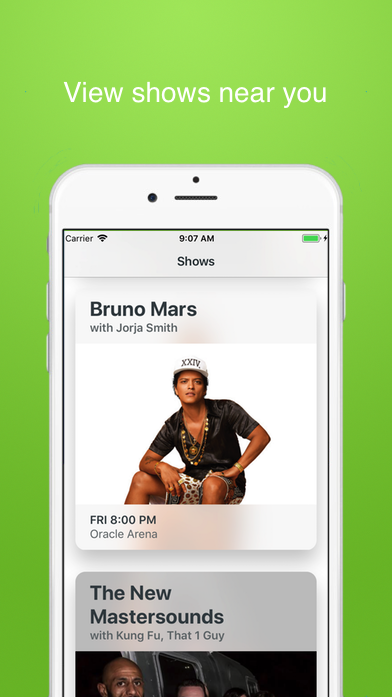 View shows near you
Carrier 9:07 AM
Shows
Bruno Mars
with Jorja Smith
XXIV
FRI 8:00 PM
Oracle Arena
The New
Mastersounds
with Kung Fu, That 1 Guy